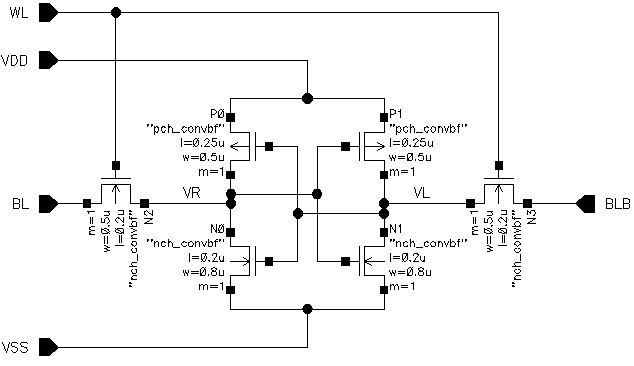 WL
VDD
P0
"pch_convbf"
l=0.25u
w=0.5u
m=1
P1
"pch_convbf"
l=0.25u
w=0.5u
m=1
BL
m=1
w=0.5u
l=0.2u
"nch_convbf"
N2
VR
VL
m=1
w=0.5u
l=0.2u
"nch_convbf"
N3
BLB
N0
"nch_convbf"
l=0.2u
w=0.8u
m=1
N1
"nch_convbf"
l=0.2u
w=0.8u
m=1
VSS